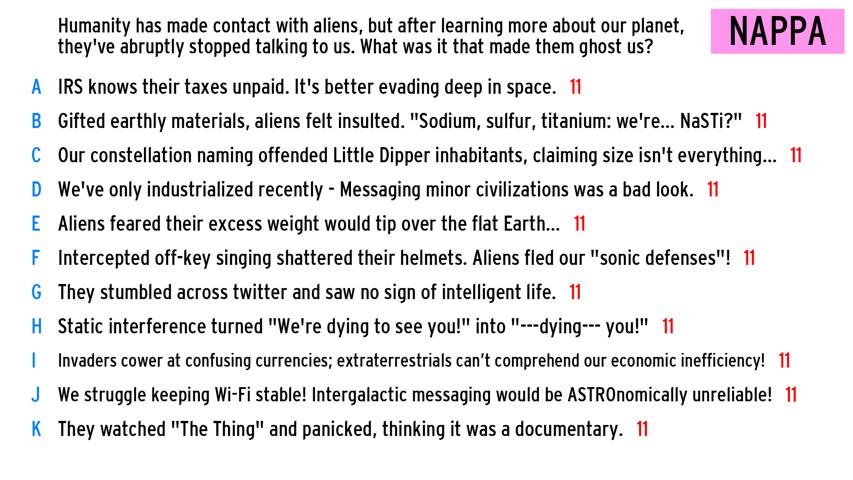 Humanity has made contact with aliens, but after learning more about our planet,
they've abruptly stopped talking to us. What was it that made them ghost us?
NAPPA
A IRS knows their taxes unpaid. It's better evading deep in space. 11
B Gifted earthly materials, aliens felt insulted. "Sodium, sulfur, titanium: we're... NaSTi?" 11
C Our constellation naming offended Little Dipper inhabitants, claiming size isn't everything... 11
D We've only industrialized recently - Messaging minor civilizations was a bad look. 11
E Aliens feared their excess weight would tip over the flat Earth... 11
F Intercepted off-key singing shattered their helmets. Aliens fled our "sonic defenses"! 11
G They stumbled across twitter and saw no sign of intelligent life. 11
H Static interference turned "We're dying to see you!" into "---dying--- you!" 11
I Invaders cower at confusing currencies; extraterrestrials can't comprehend our economic inefficiency! 11
J We struggle keeping Wi-Fi stable! Intergalactic messaging would be ASTROnomically unreliable! 11
K They watched "The Thing" and panicked, thinking it was a documentary. 11